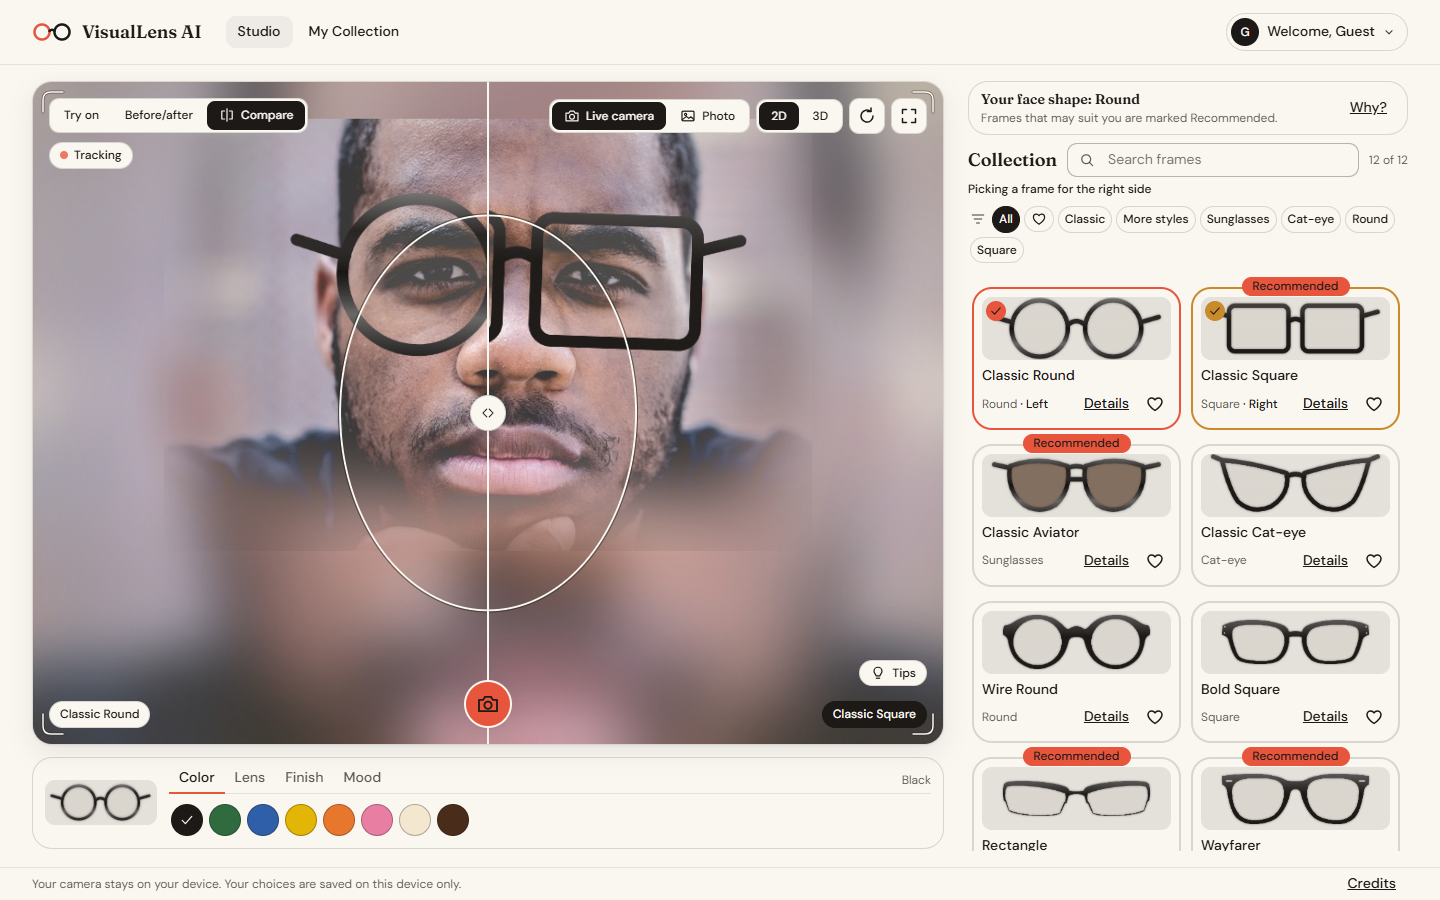 VisualLens AI
Studio
My Collection
G
Welcome, Guest
Try on
Before/after
Compare
Live camera
Photo
2D
3D
Tracking
Tips
Classic Round
Classic Square
Color
Lens
Finish
Mood
Black
Your face shape: Round
Frames that may suit you are marked Recommended.
Why?
Collection
Search frames
12 of 12
Picking a frame for the right side
All
Classic
More styles
Sunglasses
Cat-eye
Round
Square
Classic Round
Round · Left
Details
Recommended
Classic Square
Square · Right
Details
Recommended
Classic Aviator
Sunglasses
Details
Classic Cat-eye
Cat-eye
Details
Wire Round
Round
Details
Bold Square
Square
Details
Recommended
Rectangle
Recommended
Wayfarer
Your camera stays on your device. Your choices are saved on this device only.
Credits